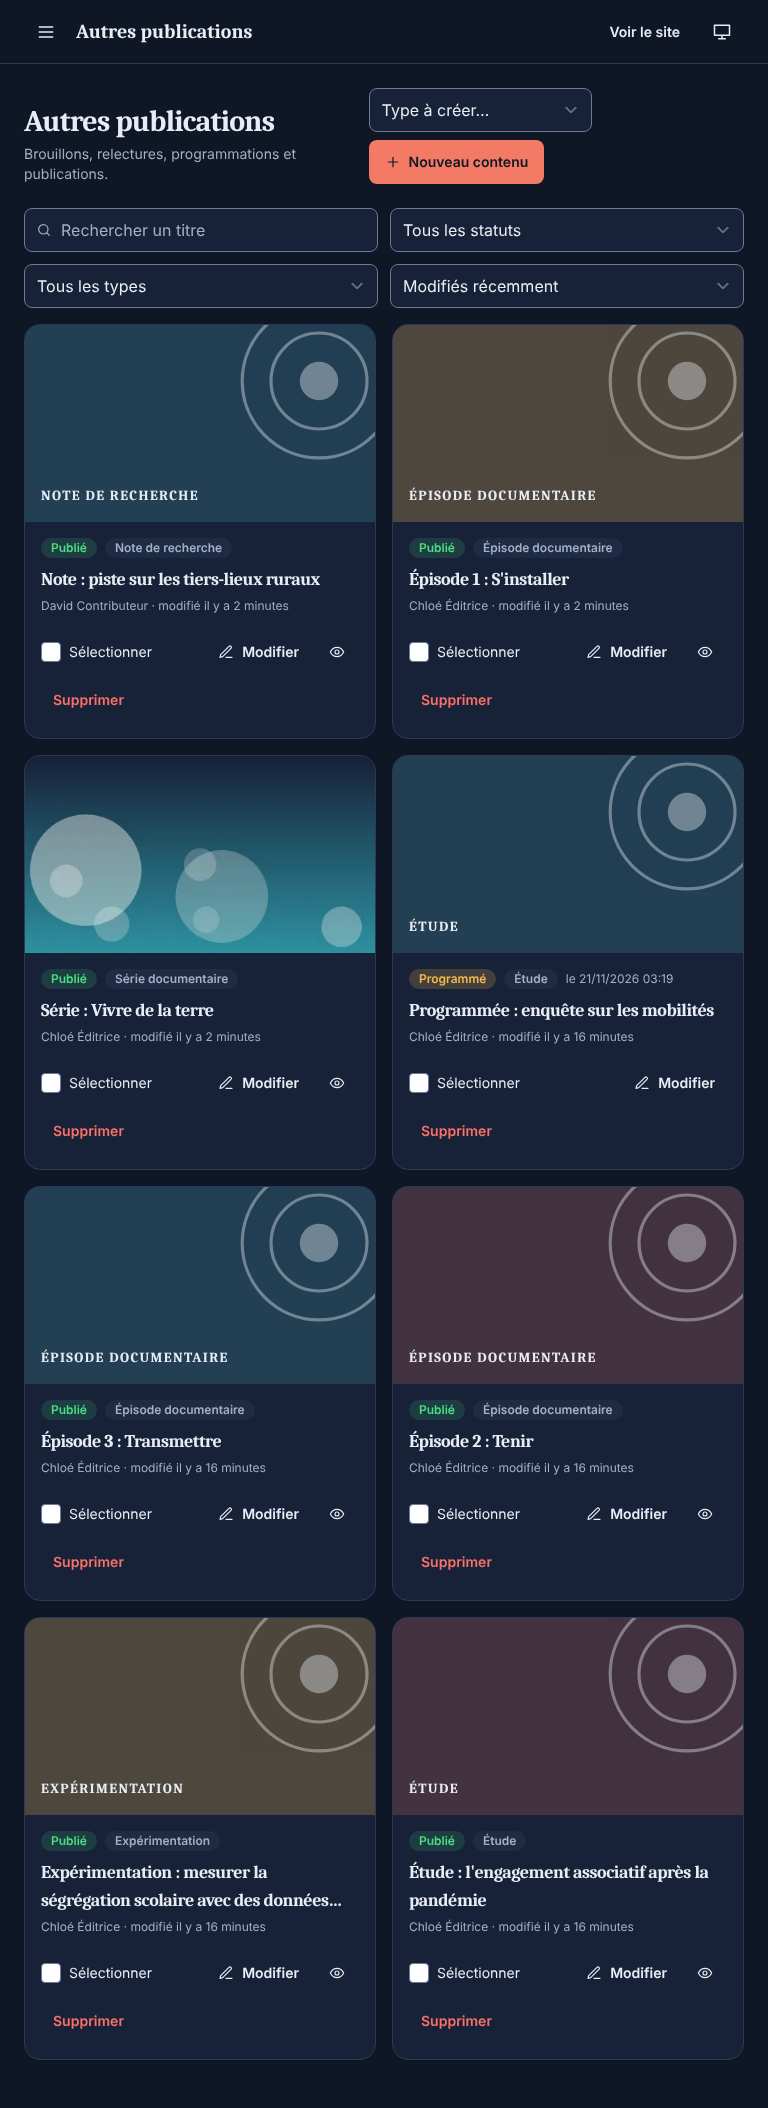 Autres publications
Voir le site
Autres publications
Brouillons, relectures, programmations et
publications.
Type à créer...
Nouveau contenu
Rechercher un titre
Tous les statuts
Tous les types
Modifiés récemment
NOTE DE RECHERCHE
Publié Note de recherche
Note : piste sur les tiers-lieux ruraux
David Contributeur · modifié il y a 2 minutes
Sélectionner Modifier
Supprimer
ÉPISODE DOCUMENTAIRE
Publié Épisode documentaire
Épisode 1 : S'installer
Chloé Éditrice · modifié il y a 2 minutes
Sélectionner Modifier
Supprimer
Publié Série documentaire
Série : Vivre de la terre
Chloé Éditrice · modifié il y a 2 minutes
Sélectionner Modifier
Supprimer
ÉTUDE
Programmé Étude le 21/11/2026 03:19
Programmée : enquête sur les mobilités
Chloé Éditrice · modifié il y a 16 minutes
Sélectionner Modifier
Supprimer
ÉPISODE DOCUMENTAIRE
Publié Épisode documentaire
Épisode 3 : Transmettre
Chloé Éditrice · modifié il y a 16 minutes
Sélectionner Modifier
Supprimer
ÉPISODE DOCUMENTAIRE
Publié Épisode documentaire
Épisode 2 : Tenir
Chloé Éditrice · modifié il y a 16 minutes
Sélectionner Modifier
Supprimer
EXPÉRIMENTATION
Publié Expérimentation
Expérimentation : mesurer la
ségrégation scolaire avec des données...
Chloé Éditrice · modifié il y a 16 minutes
Sélectionner Modifier
Supprimer
ÉTUDE
Publié Étude
Étude : l'engagement associatif après la
pandémie
Chloé Éditrice · modifié il y a 16 minutes
Sélectionner Modifier
Supprimer